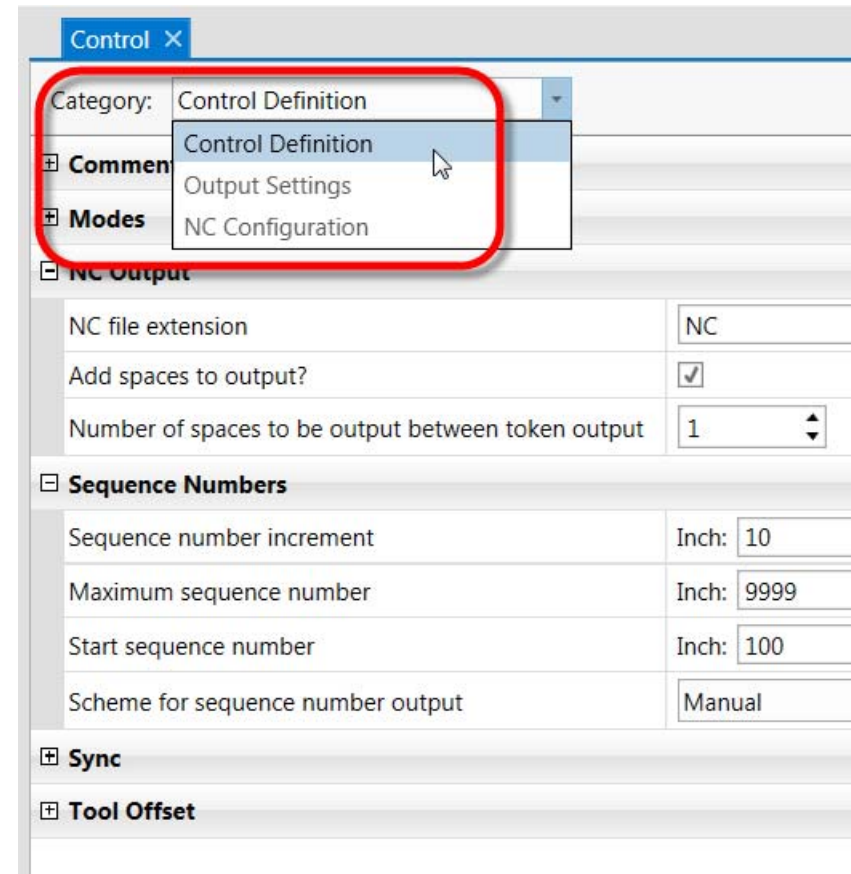 Control
Category: Control Definition
Control Definition
Commen
Output Settings
Modes
NC Configuration
NC Output
NC file extension NC
Add spaces to output?
Number of spaces to be output between token output 1
Sequence Numbers
Sequence number increment Inch: 10
Maximum sequence number Inch: 9999
Start sequence number Inch: 100
Scheme for sequence number output Manual
Sync
Tool Offset